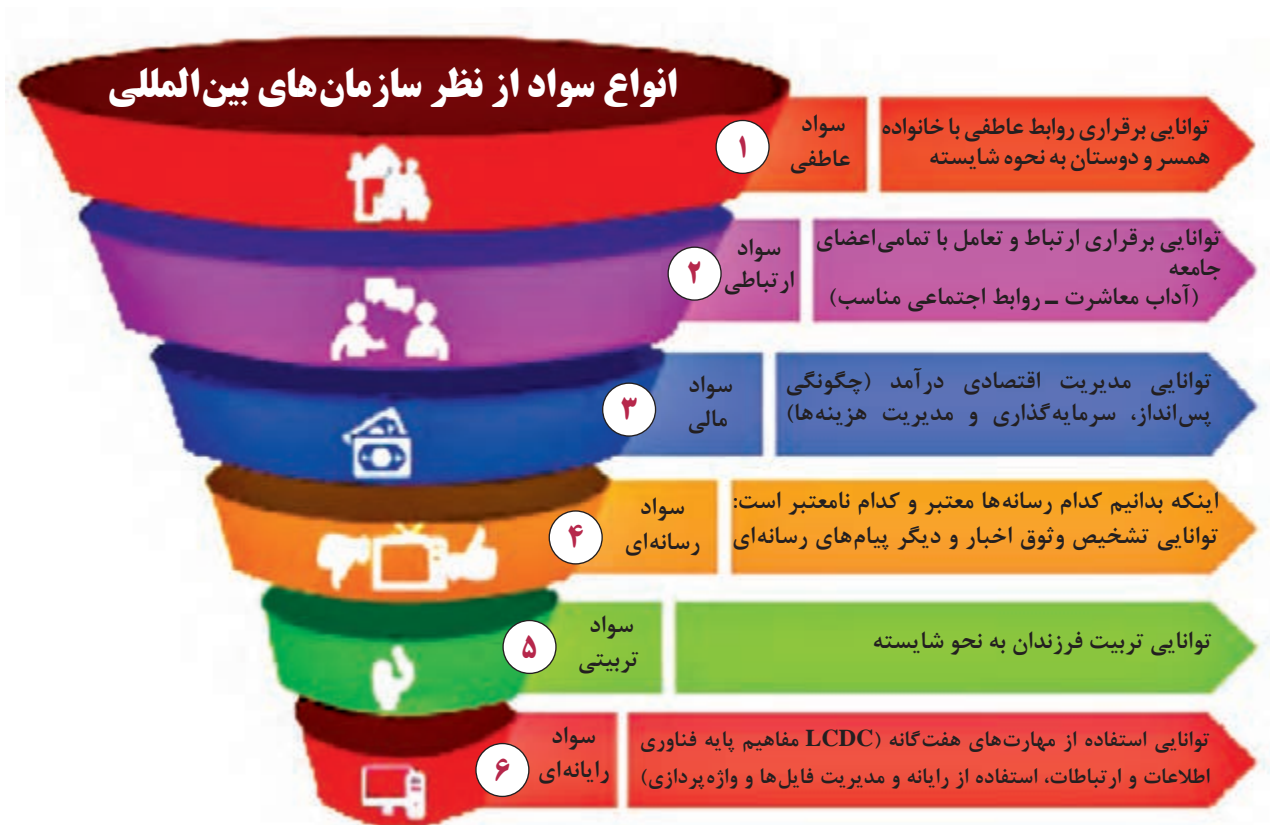 انواع سواد از نظر سازمان‌های بین‌المللی
۱
سواد
عاطفی
توانایی برقراری روابط عاطفی با خانواده
همسر و دوستان به نحوه شایسته
۲
سواد
ارتباطی
توانایی برقراری ارتباط و تعامل با تمامی‌اعضای
جامعه
(آداب معاشرت ـ روابط اجتماعی مناسب)
۳
سواد
مالی
توانایی مدیریت اقتصادی درآمد (چگونگی
پس‌انداز، سرمایه‌گذاری و مدیریت هزینه‌ها)
۴
سواد
رسانه‌ای
اینکه بدانیم کدام رسانه‌ها معتبر و کدام نامعتبر است:
توانایی تشخیص وثوق اخبار و دیگر پیام‌های رسانه‌ای
۵
سواد
تربیتی
توانایی تربیت فرزندان به نحو شایسته
۶
سواد
رایانه‌ای
توانایی استفاده از مهارت‌های هفت‌گانه (LCDC مفاهیم پایه فناوری
اطلاعات و ارتباطات، استفاده از رایانه و مدیریت فایل‌ها و واژه‌پردازی)